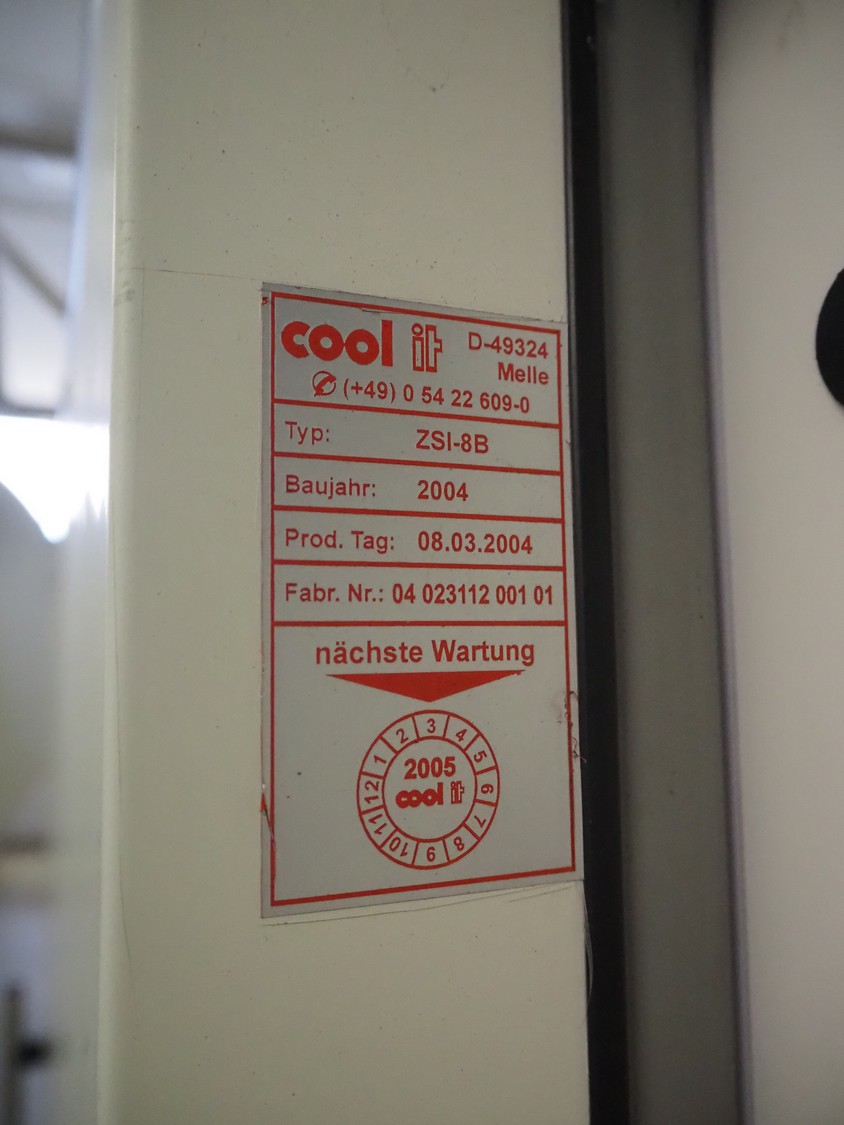 cool it D-49324
Melle
(+49) 0 54 22 609-0
Typ: ZSI-8B
Baujahr: 2004
Prod. Tag: 08.03.2004
Fabr. Nr.: 04 023112 001 01
nächste Wartung
1 2 3 4 5 6 7 8 9 10 11 12
2005
cool it